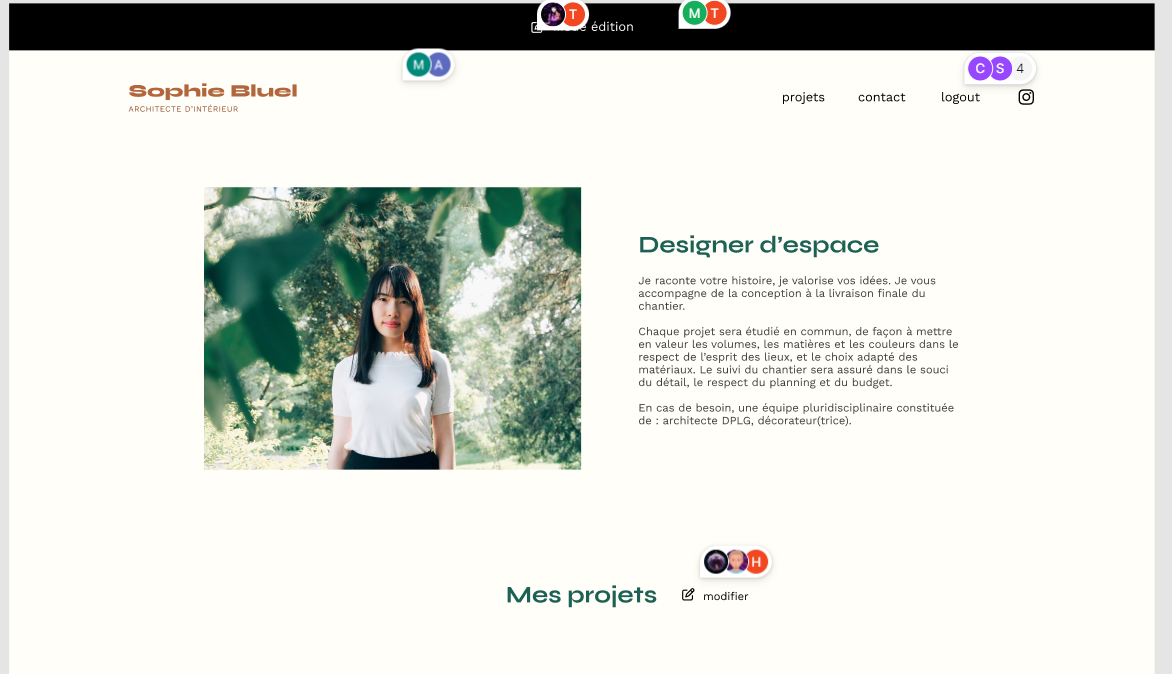 T
M T
édition
M A
C S 4
Sophie Bluel
ARCHITECTE D'INTÉRIEUR
projets contact logout
Designer d’espace
Je raconte votre histoire, je valorise vos idées. Je vous
accompagne de la conception à la livraison finale du
chantier.
Chaque projet sera étudié en commun, de façon à mettre
en valeur les volumes, les matières et les couleurs dans le
respect de l’esprit des lieux, et le choix adapté des
matériaux. Le suivi du chantier sera assuré dans le souci
du détail, le respect du planning et du budget.
En cas de besoin, une équipe pluridisciplinaire constituée
de : architecte DPLG, décorateur(trice).
H
Mes projets modifier